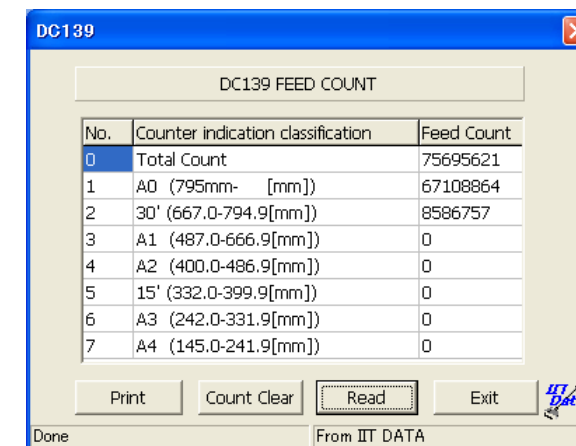 DC139
DC139 FEED COUNT
No. Counter indication classification Feed Count
0 Total Count 75695621
1 A0 (795mm- [mm]) 67108864
2 30' (667.0-794.9[mm]) 8586757
3 A1 (487.0-666.9[mm]) 0
4 A2 (400.0-486.9[mm]) 0
5 15' (332.0-399.9[mm]) 0
6 A3 (242.0-331.9[mm]) 0
7 A4 (145.0-241.9[mm]) 0
Print Count Clear Read Exit
Done From IIT DATA